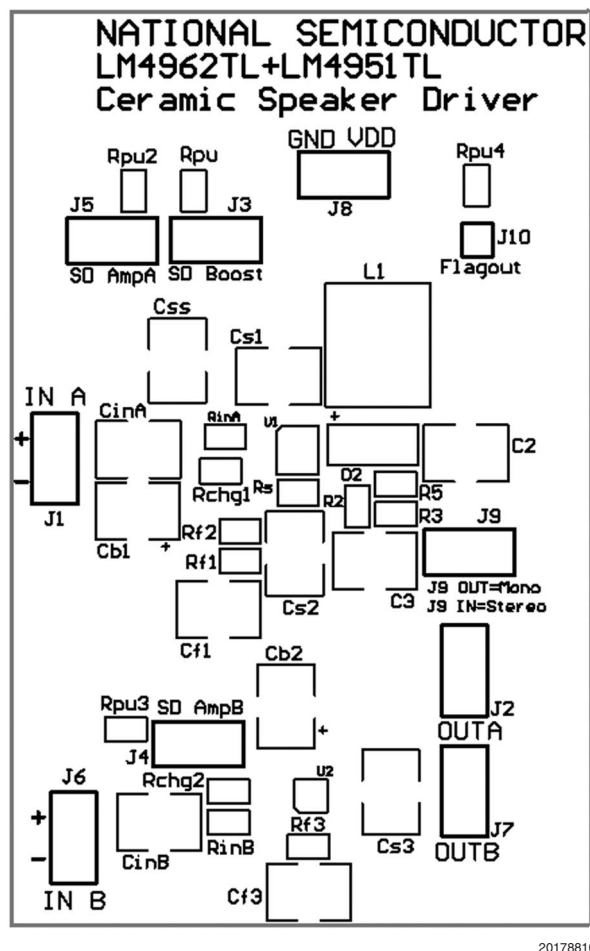 NATIONAL SEMICONDUCTOR
LM4962TL+LM4951TL
Ceramic Speaker Driver
GND VDD
Rpu2 Rpu Rpu4
J5 J3 J8
J10
SD AmpA SD Boost Flagout
L1
Css
Cs1
IN A
CinA RinA U1 +
+ C2
Rchg1 Rs D2 R5
- R2
J1 R3 J9
Cb1 + Rf2
Rf1
J9 OUT=Mono
Cs2 C3 J9 IN=Stereo
Cf1 Cb2
Rpu3 SD AmpB J2
+ OUTA
J4
J6 Rchg2 U2
+ Rf3 J7
- CinB RinB Cs3 OUTB
IN B Cf3